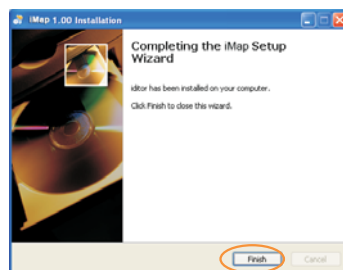 iMap 1.00 Installation
Completing the iMap Setup
Wizard
iditor has been installed on your computer.
Click Finish to close this wizard.
Finish
Cancel